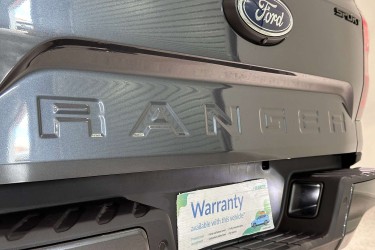 Ford
SPORT
RANGER
Warranty
available with this vehicle*